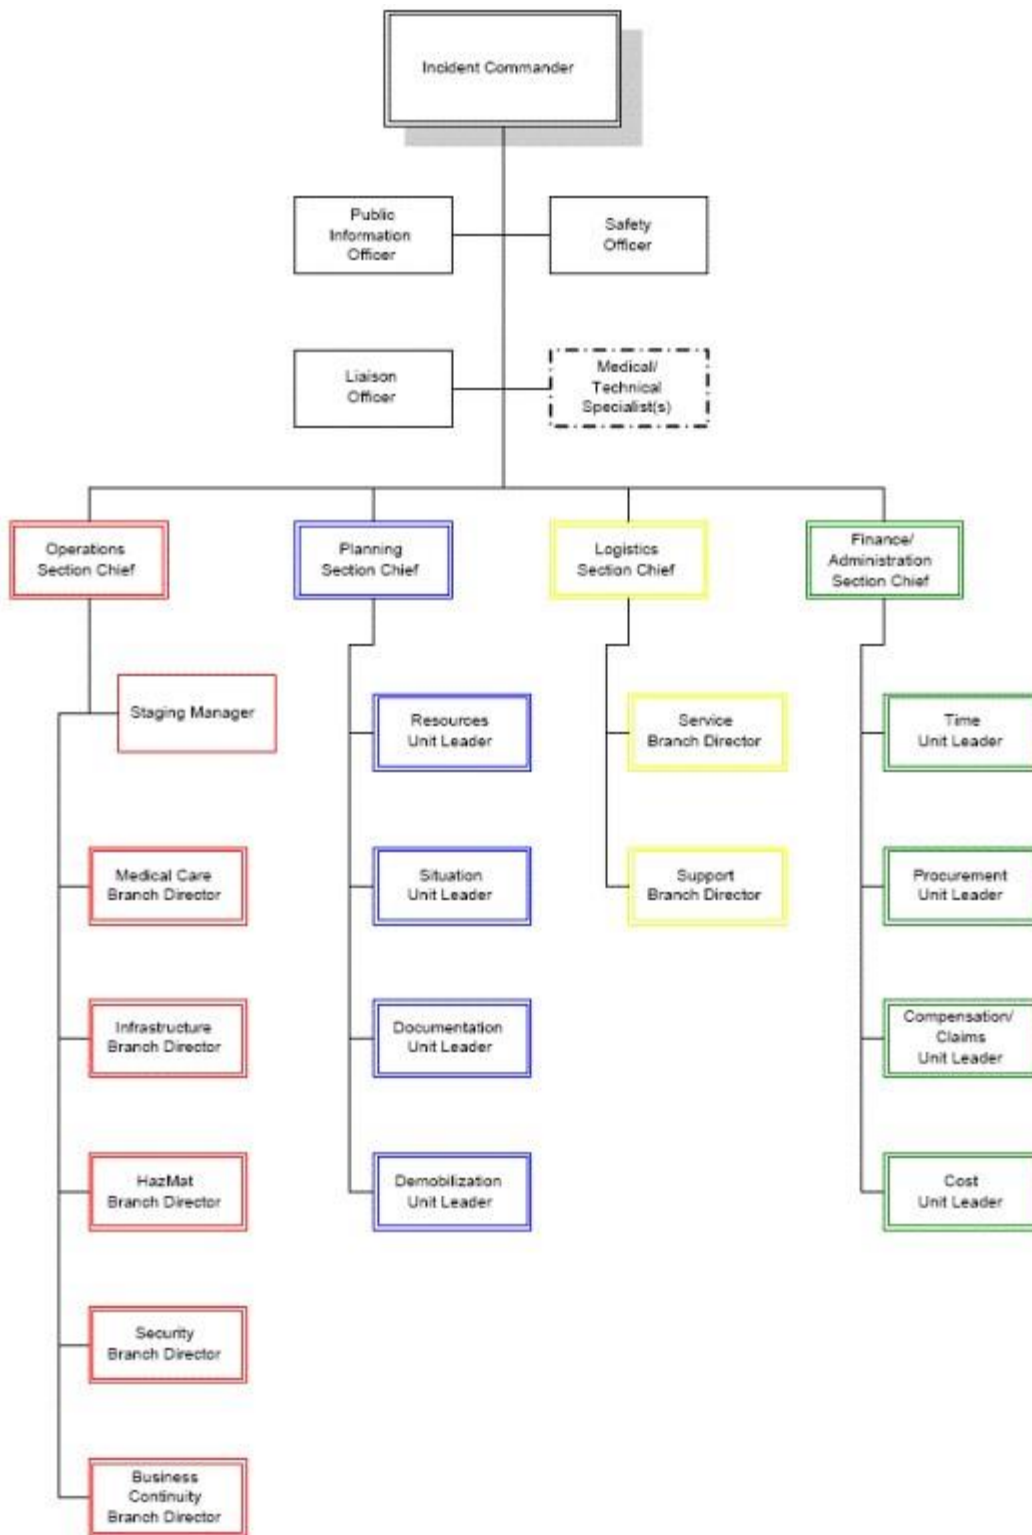 Incident Commander
Public
Information
Officer
Safety
Officer
Liaison
Officer
Medical/
Technical
Specialist(s)
Operations
Section Chief
Planning
Section Chief
Logistics
Section Chief
Finance/
Administration
Section Chief
Staging Manager
Medical Care
Branch Director
Infrastructure
Branch Director
HazMat
Branch Director
Security
Branch Director
Business
Continuity
Branch Director
Resources
Unit Leader
Situation
Unit Leader
Documentation
Unit Leader
Demobilization
Unit Leader
Service
Branch Director
Support
Branch Director
Time
Unit Leader
Procurement
Unit Leader
Compensation/
Claims
Unit Leader
Cost
Unit Leader